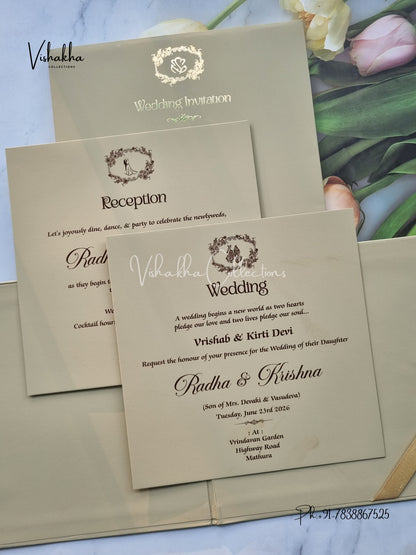 Vishakha
COLLECTIONS
Wedding Invitation
Reception
Let's joyously dine, dance, & party to celebrate the newlyweds,
Radh
as they begin t
W
Cocktail hour
Vishakha Collections
Wedding
A wedding begins a new world as two hearts
pledge our love and two lives pledge our soul...
Vrishab & Kirti Devi
Request the honour of your presence for the Wedding of their Daughter
Radha & Krishna
(Son of Mrs. Devaki & Vasudeva)
Tuesday, June 23rd 2026
: At :
Vrindavan Garden
Highway Road
Mathura
Ph. +91-7838867525